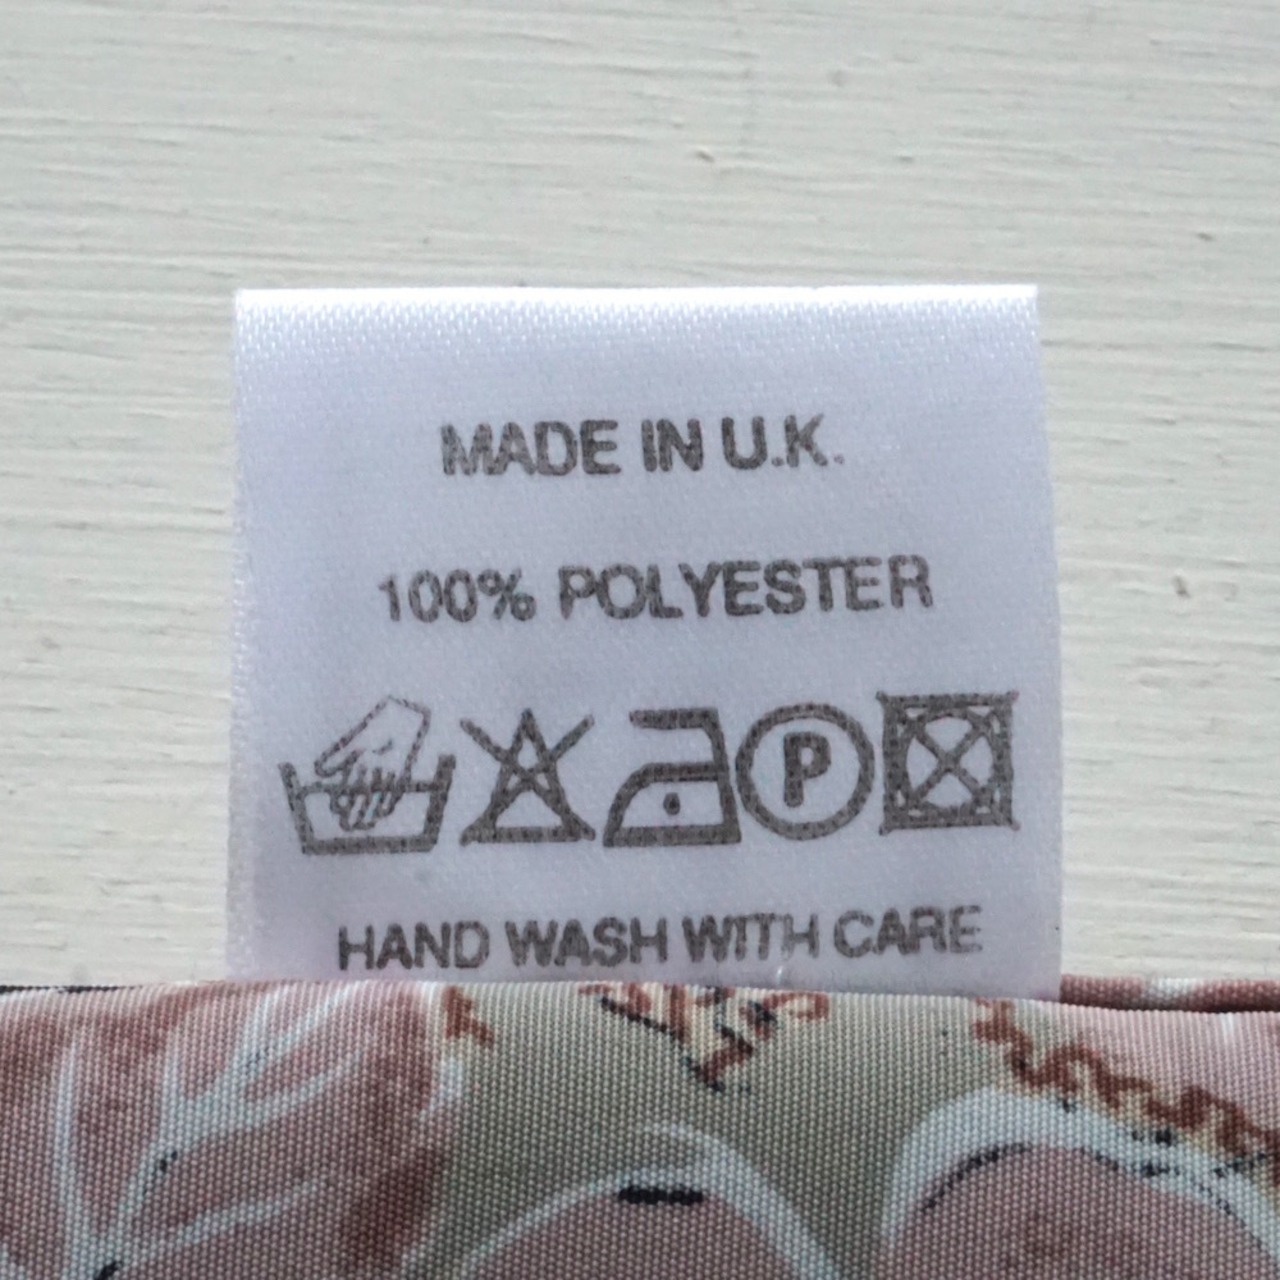 MADE IN U.K.
100% POLYESTER
P
HAND WASH WITH CARE